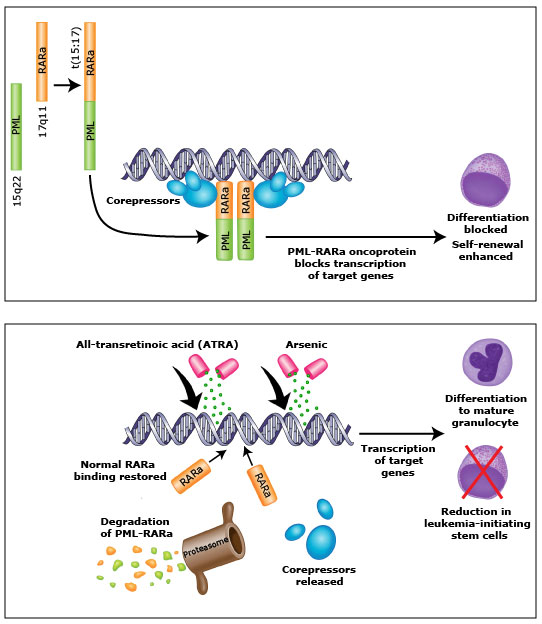 PML
15q22
RARa
17q11
t(15:17)
RARa
PML
Corepressors
RARa
RARa
PML
PML
PML-RARa oncoprotein
blocks transcription
of target genes
Differentiation
blocked
Self-renewal
enhanced
All-transretinoic acid (ATRA)
Arsenic
Normal RARa
binding restored
RARa
RARa
Transcription
of target
genes
Differentiation
to mature
granulocyte
Degradation
of PML-RARa
Proteasome
Corepressors
released
Reduction in
leukemia-initiating
stem cells